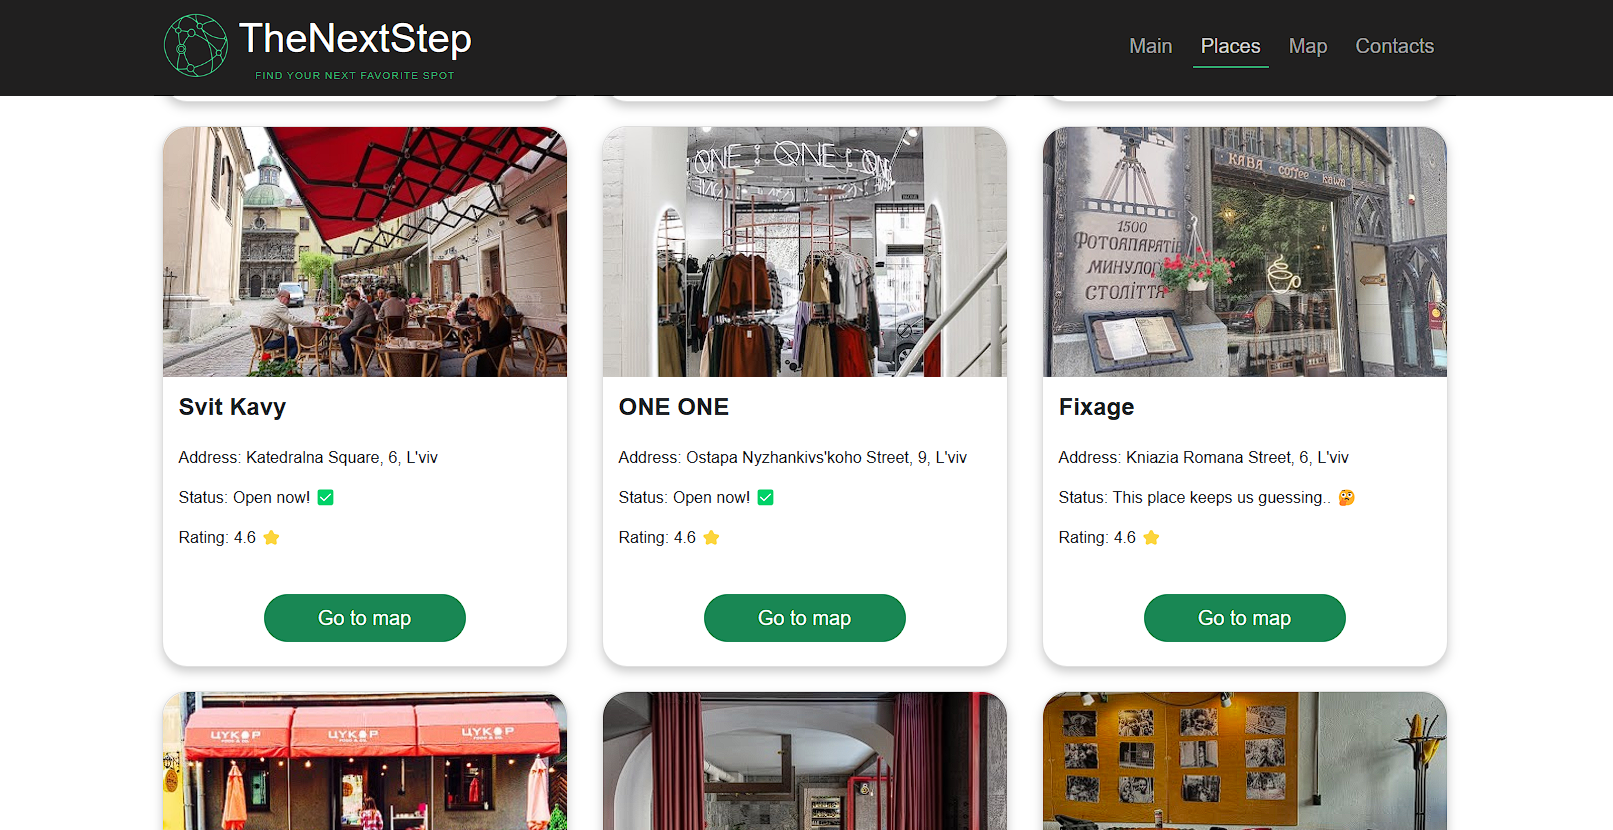 TheNextStep
FIND YOUR NEXT FAVORITE SPOT
Main
Places
Map
Contacts
ONE ONE ONE
КАВА coffee kawa
1500
ФОТОАПАРАТІВ
МИНУЛОГО
СТОЛІТТЯ
Svit Kavy
Address: Katedralna Square, 6, L'viv
Status: Open now! ✅
Rating: 4.6 ⭐
Go to map
ONE ONE
Address: Ostapa Nyzhankivs'koho Street, 9, L'viv
Status: Open now! ✅
Rating: 4.6 ⭐
Go to map
Fixage
Address: Kniazia Romana Street, 6, L'viv
Status: This place keeps us guessing.. 🤔
Rating: 4.6 ⭐
Go to map
ЦУКОР
ЦУКОР
ЦУКОР